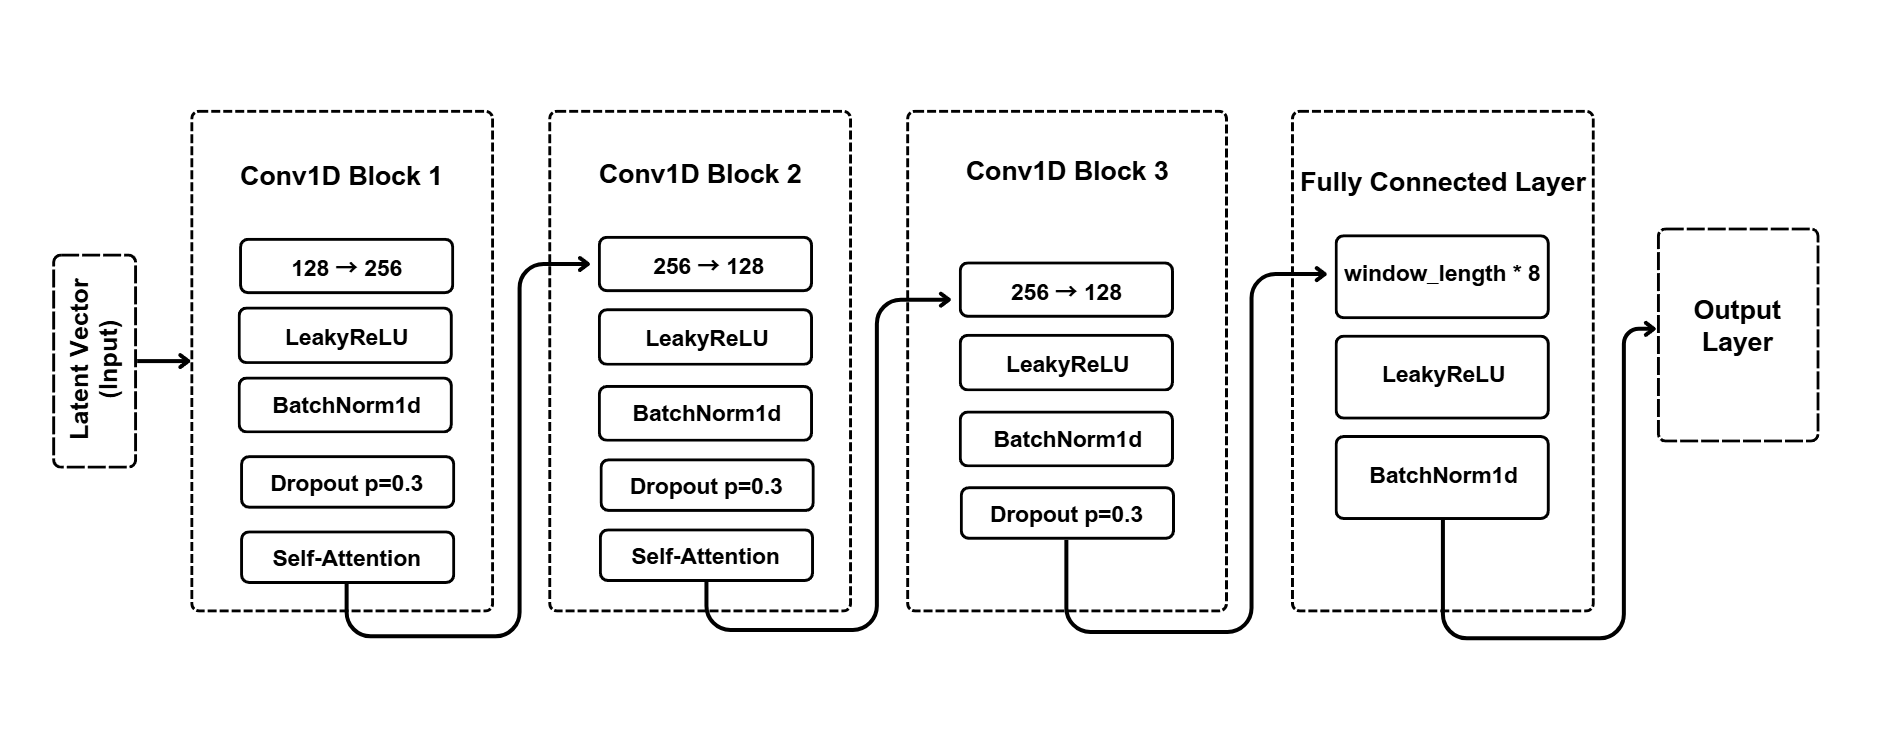 Latent Vector
(Input)
Conv1D Block 1
128 → 256
LeakyReLU
BatchNorm1d
Dropout p=0.3
Self-Attention
Conv1D Block 2
256 → 128
LeakyReLU
BatchNorm1d
Dropout p=0.3
Self-Attention
Conv1D Block 3
256 → 128
LeakyReLU
BatchNorm1d
Dropout p=0.3
Fully Connected Layer
window_length * 8
LeakyReLU
BatchNorm1d
Output
Layer